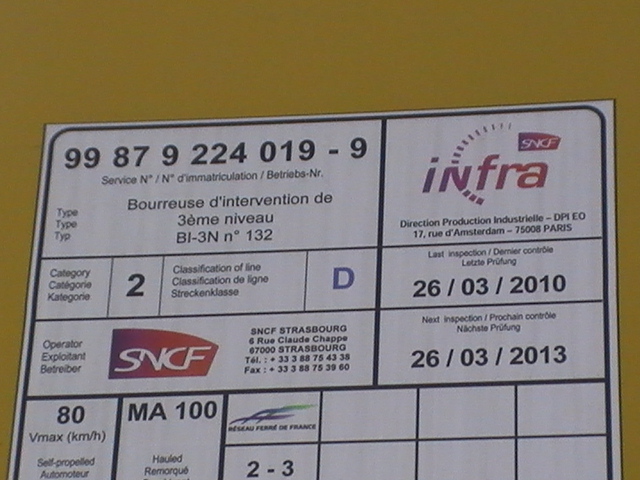 99 87 9 224 019 - 9
Service N° / N° d'immatriculation / Betriebs-Nr.
Type
Type
Typ
Bourreuse d'intervention de
3ème niveau
BI-3N n° 132
SNCF
infra
Direction Production Industrielle – DPI EO
17, rue d'Amsterdam – 75008 PARIS
Category
Catégorie
Kategorie
2
Classification of line
Classification de ligne
Streckenklasse
D
Last inspection / Dernier contrôle
Letzte Prüfung
26 / 03 / 2010
Operator
Exploitant
Betreiber
SNCF
SNCF STRASBOURG
6 Rue Claude Chappe
67000 STRASBOURG
Tél. : + 33 3 88 75 43 38
Fax : + 33 3 88 75 39 60
Next inspection / Prochain contrôle
Nächste Prüfung
26 / 03 / 2013
80
Vmax (km/h)
Self-propelled
Automoteur
MA 100
Hauled
Remorqué
RÉSEAU FERRÉ DE FRANCE
2 - 3